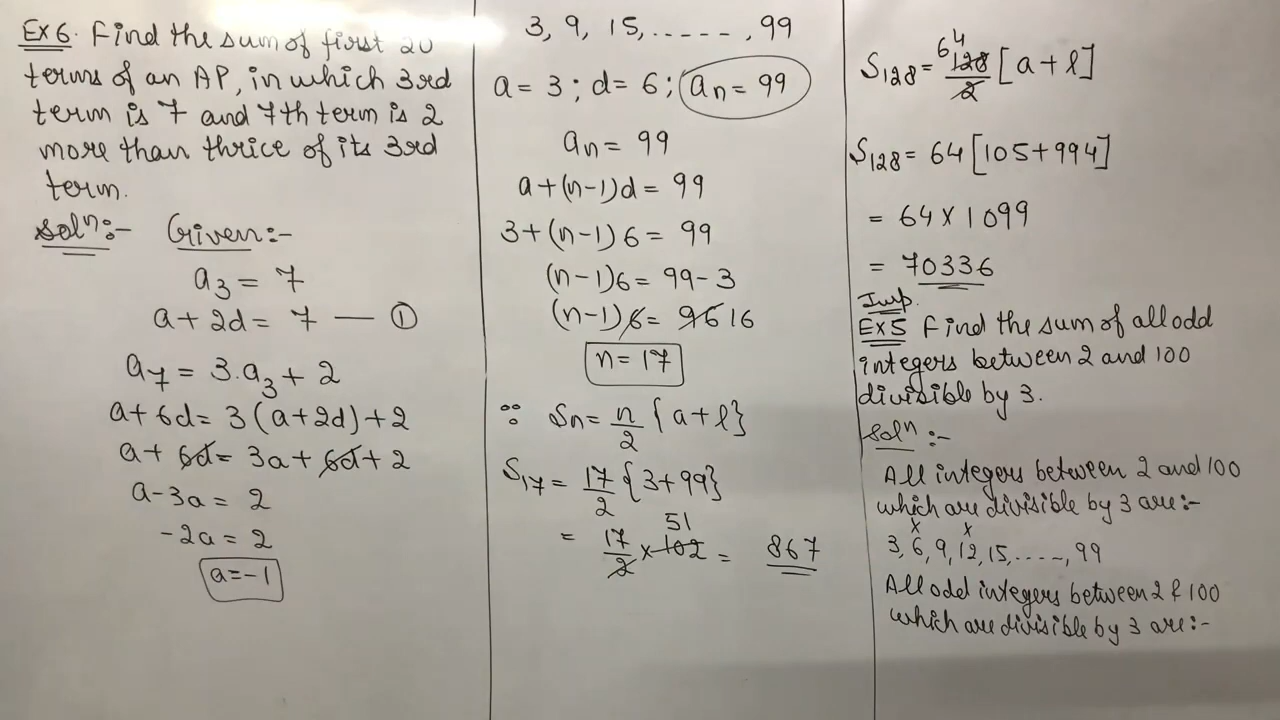 Ex 6. Find the sum of first 20
terms of an AP, in which 3rd
term is 7 and 7th term is 2
more than thrice of its 3rd
term.
Solⁿ:- Given:-
a₃ = 7
a + 2d = 7 — ①
a₇ = 3.a₃ + 2
a + 6d = 3(a+2d)+2
a + 6d = 3a + 6d + 2
a - 3a = 2
-2a = 2
a = -1
3, 9, 15, ......, 99
a = 3 ; d = 6 ; aₙ = 99
aₙ = 99
a + (n-1)d = 99
3 + (n-1) 6 = 99
(n-1)6 = 99 - 3
(n-1) 6 = 96 16
n = 17
∵ Sn = n/2 {a + l}
S₁₇ = 17/2 {3+99}
51
= 17/2 × 102 = 867
64
S₁₂₈ = 128/2 [a + l]
S₁₂₈ = 64 [105 + 994]
= 64 × 1099
= 70336
Imp.
Ex 5 Find the sum of all odd
integers between 2 and 100
divisible by 3.
Solⁿ :-
All integers between 2 and 100
which are divisible by 3 are:-
x x
3, 6, 9, 12, 15, ....., 99
All odd integers between 2 & 100
which are divisible by 3 are:-